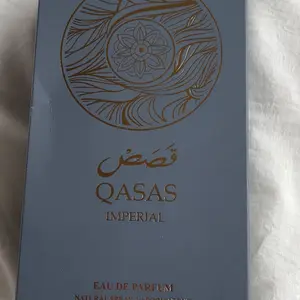 قصص
QASAS
IMPERIAL
EAU DE PARFUM